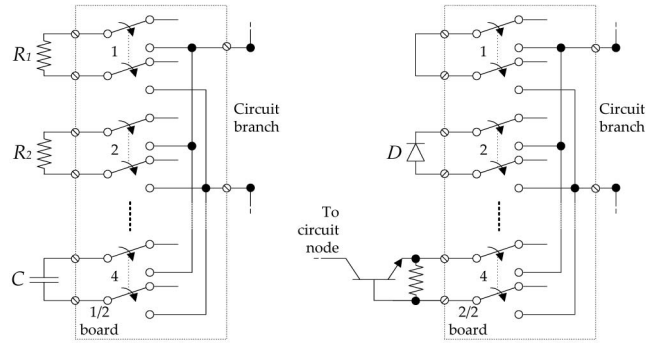 R1
1
R2
2
Circuit
branch
C
4
1/2
board
1
D
2
Circuit
branch
To
circuit
node
4
2/2
board